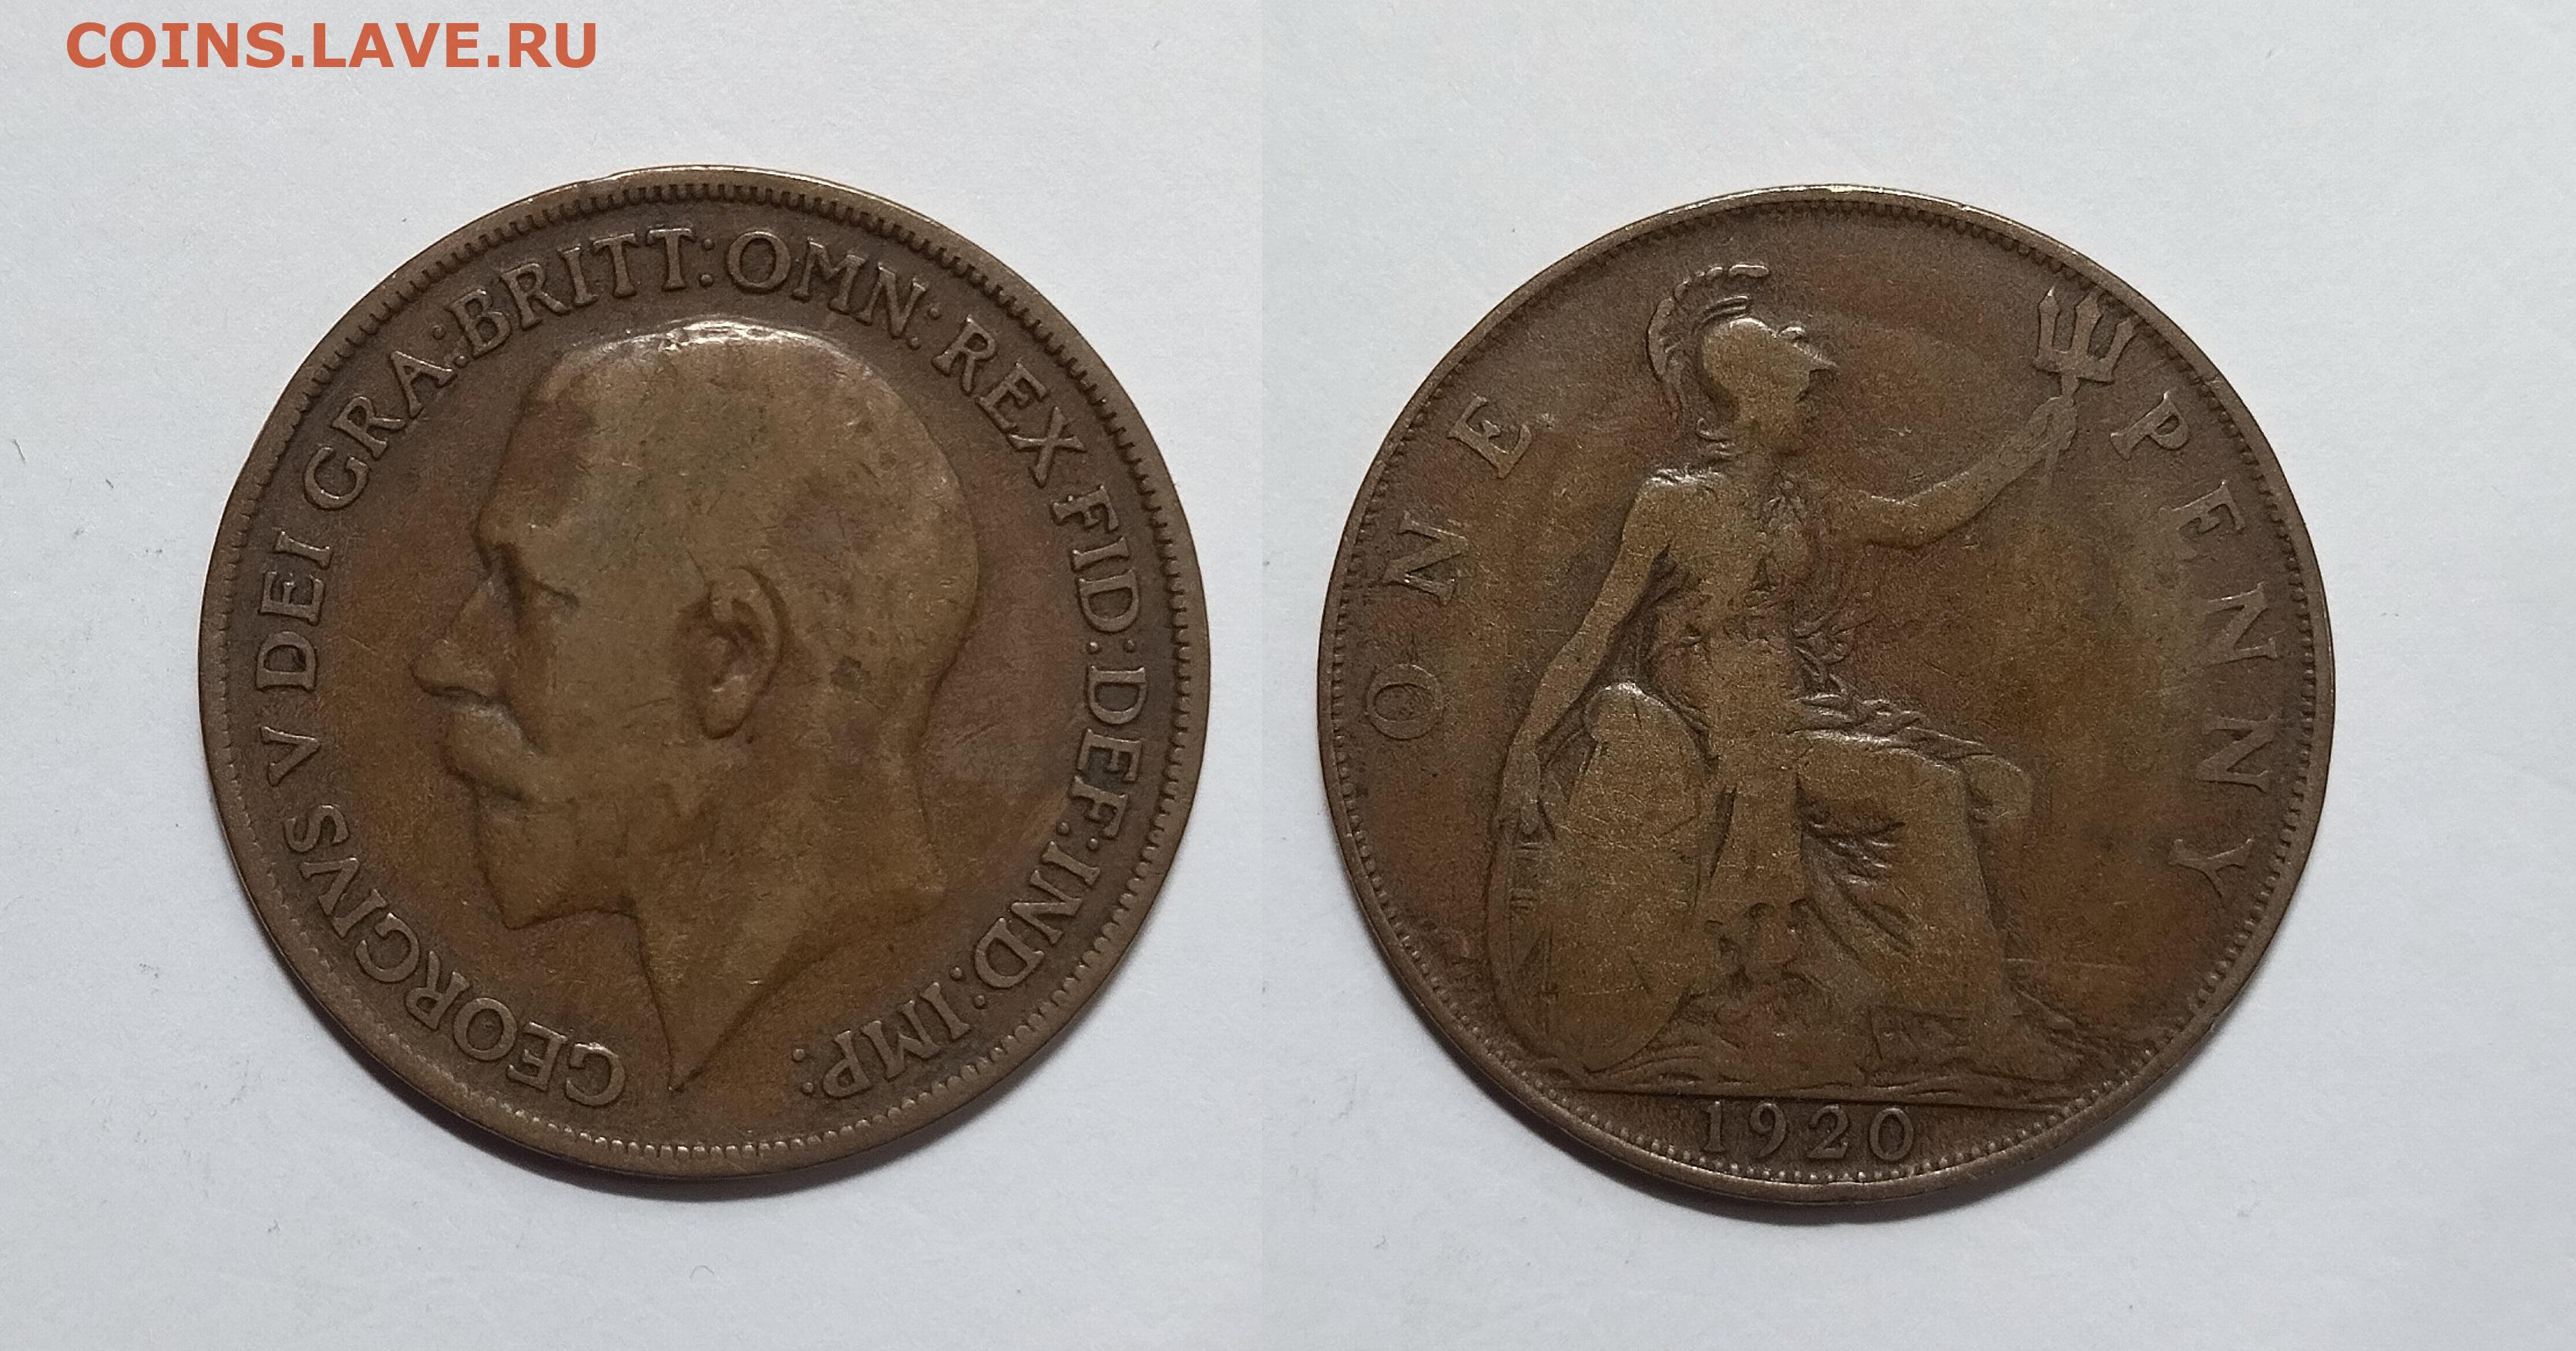 COINS.LAVE.RU
GEORGIVS V DEI GRA: BRITT: OMN: REX FID: DEF: IND: IMP:
ONE PENNY
1920